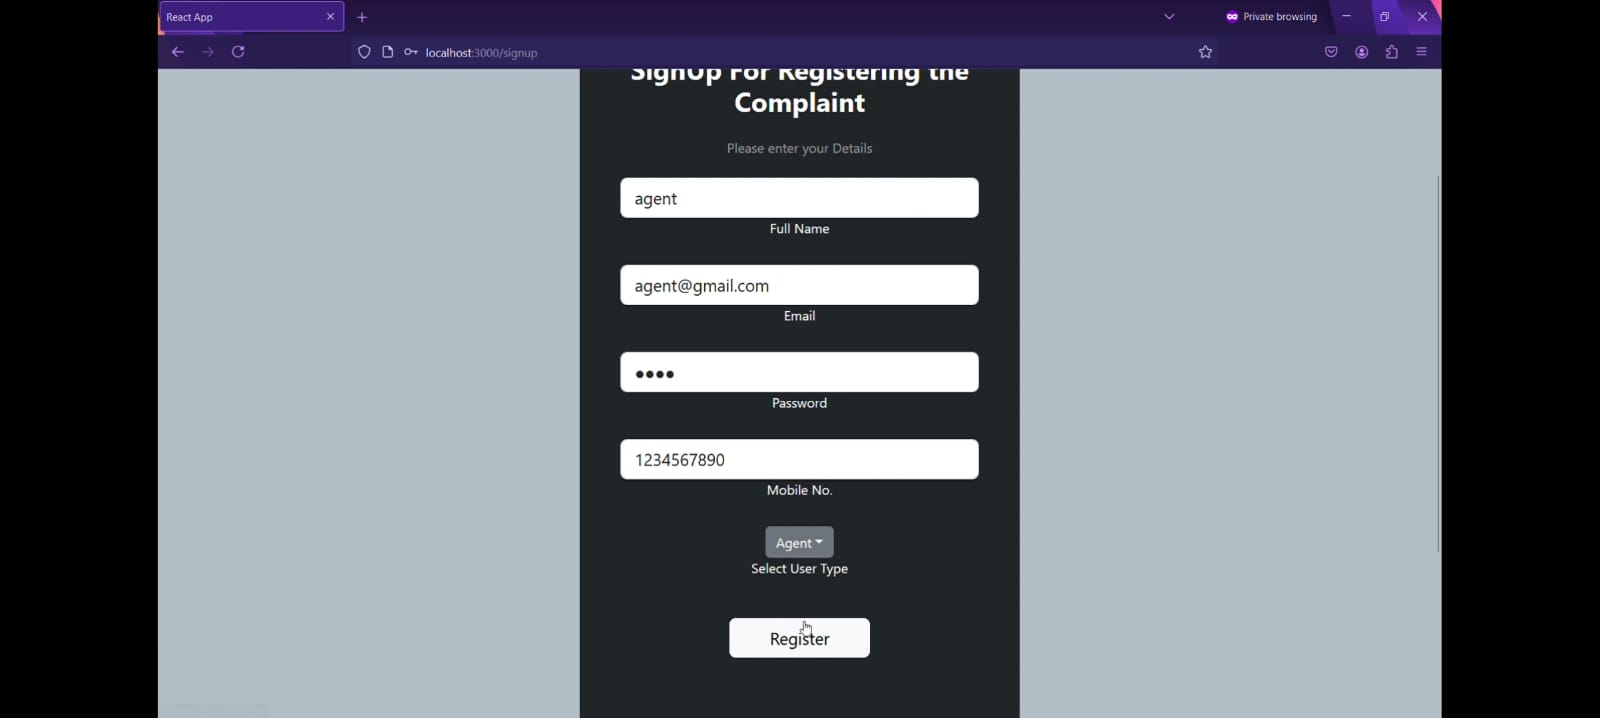 React App
Private browsing
localhost:3000/signup
SignUp For Registering the
Complaint
Please enter your Details
agent
Full Name
agent@gmail.com
Email
Password
1234567890
Mobile No.
Agent
Select User Type
Register